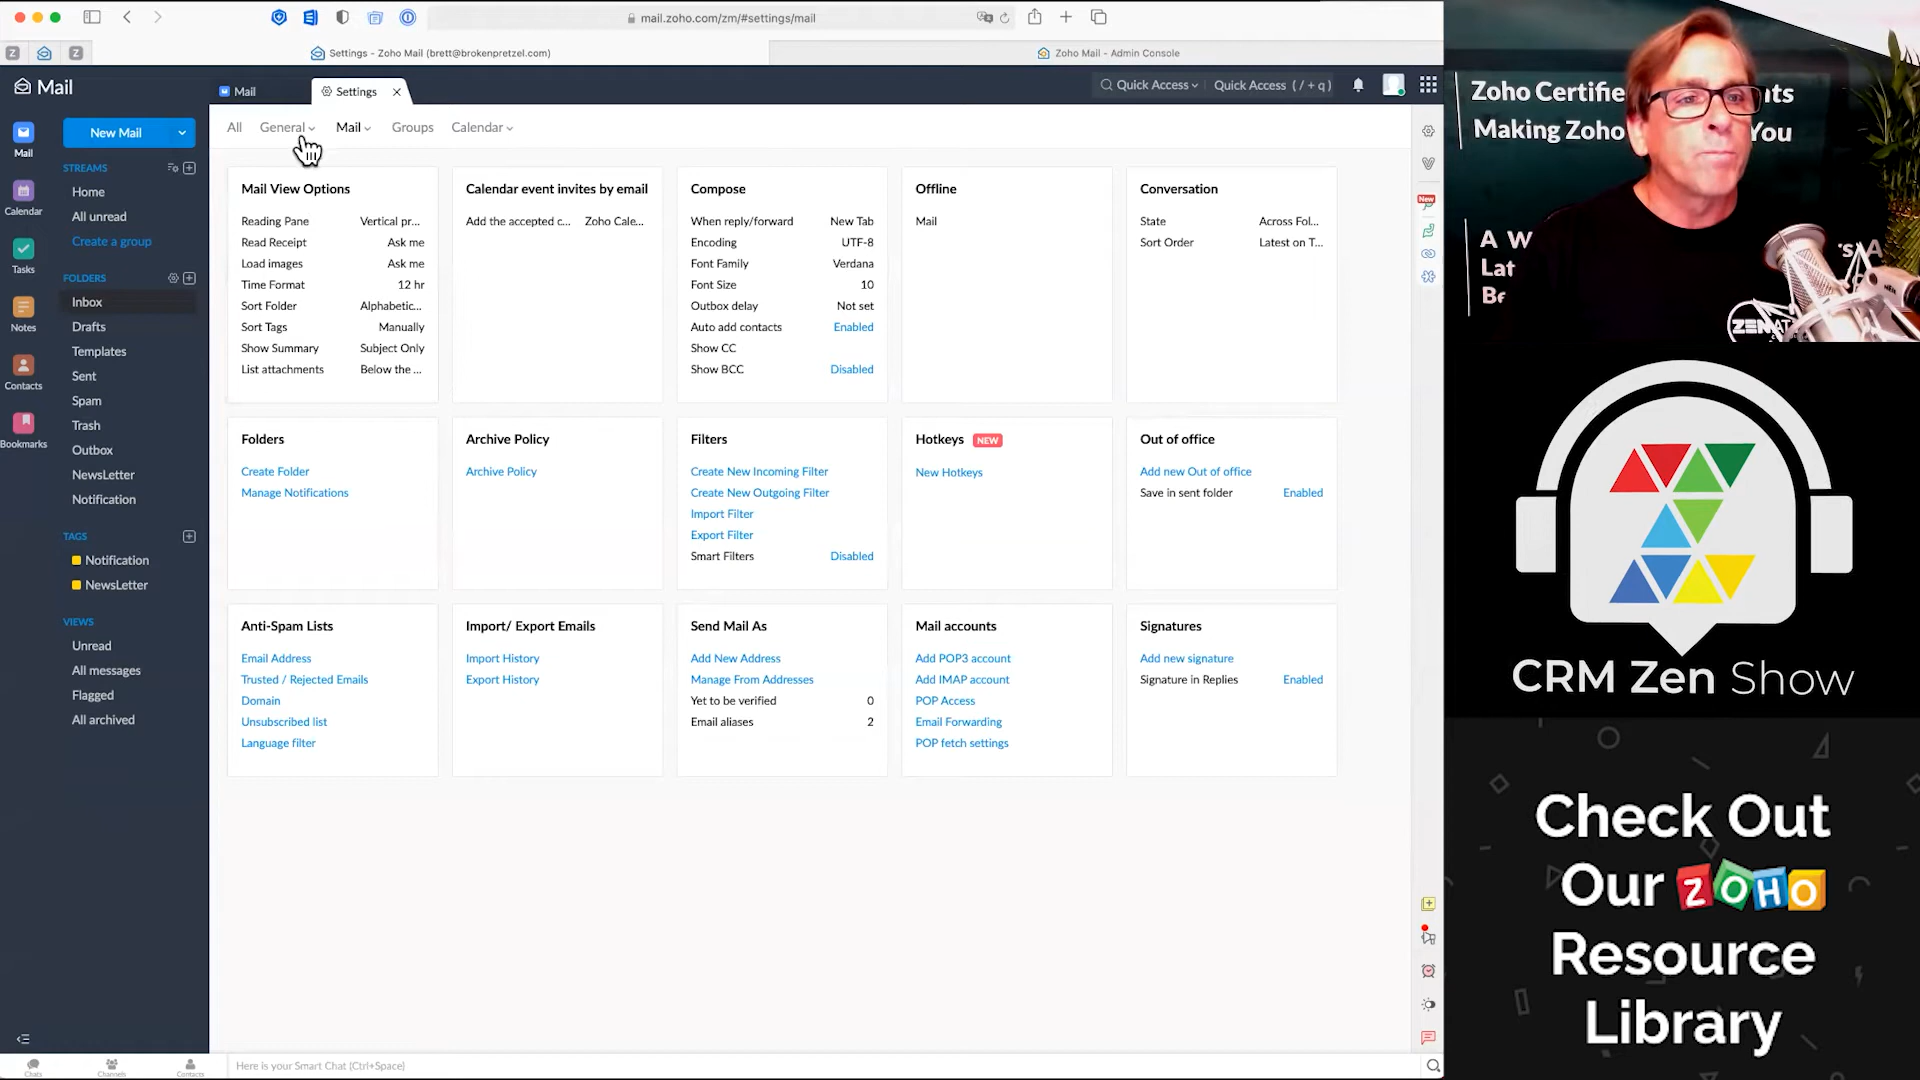 mail.zoho.com/zm/#settings/mail
Z
Z
Settings - Zoho Mail (brett@brokenpretzel.com)
Zoho Mail - Admin Console
Mail
Mail
Settings
Quick Access
Quick Access ( / + q )
All
General
Mail
Groups
Calendar
Mail
Calendar
Tasks
Notes
Contacts
Bookmarks
New Mail
STREAMS
Home
All unread
Create a group
FOLDERS
Inbox
Drafts
Templates
Sent
Spam
Trash
Outbox
NewsLetter
Notification
TAGS
Notification
NewsLetter
VIEWS
Unread
All messages
Flagged
All archived
Mail View Options
Reading Pane Vertical pr...
Read Receipt Ask me
Load images Ask me
Time Format 12 hr
Sort Folder Alphabetic...
Sort Tags Manually
Show Summary Subject Only
List attachments Below the ...
Calendar event invites by email
Add the accepted c... Zoho Cale...
Compose
When reply/forward New Tab
Encoding UTF-8
Font Family Verdana
Font Size 10
Outbox delay Not set
Auto add contacts Enabled
Show CC
Show BCC Disabled
Offline
Mail
Conversation
State Across Fol...
Sort Order Latest on T...
Folders
Create Folder
Manage Notifications
Archive Policy
Archive Policy
Filters
Create New Incoming Filter
Create New Outgoing Filter
Import Filter
Export Filter
Smart Filters Disabled
Hotkeys NEW
New Hotkeys
Out of office
Add new Out of office
Save in sent folder Enabled
Anti-Spam Lists
Email Address
Trusted / Rejected Emails
Domain
Unsubscribed list
Language filter
Import/ Export Emails
Import History
Export History
Send Mail As
Add New Address
Manage From Addresses
Yet to be verified 0
Email aliases 2
Mail accounts
Add POP3 account
Add IMAP account
POP Access
Email Forwarding
POP fetch settings
Signatures
Add new signature
Signature in Replies Enabled
New
Chats
Channels
Contacts
Here is your Smart Chat (Ctrl+Space)
Zoho Certifie nts
Making Zoho You
A W
Lat
CRM Zen Show
Check Out
Our ZOHO
Resource
Library